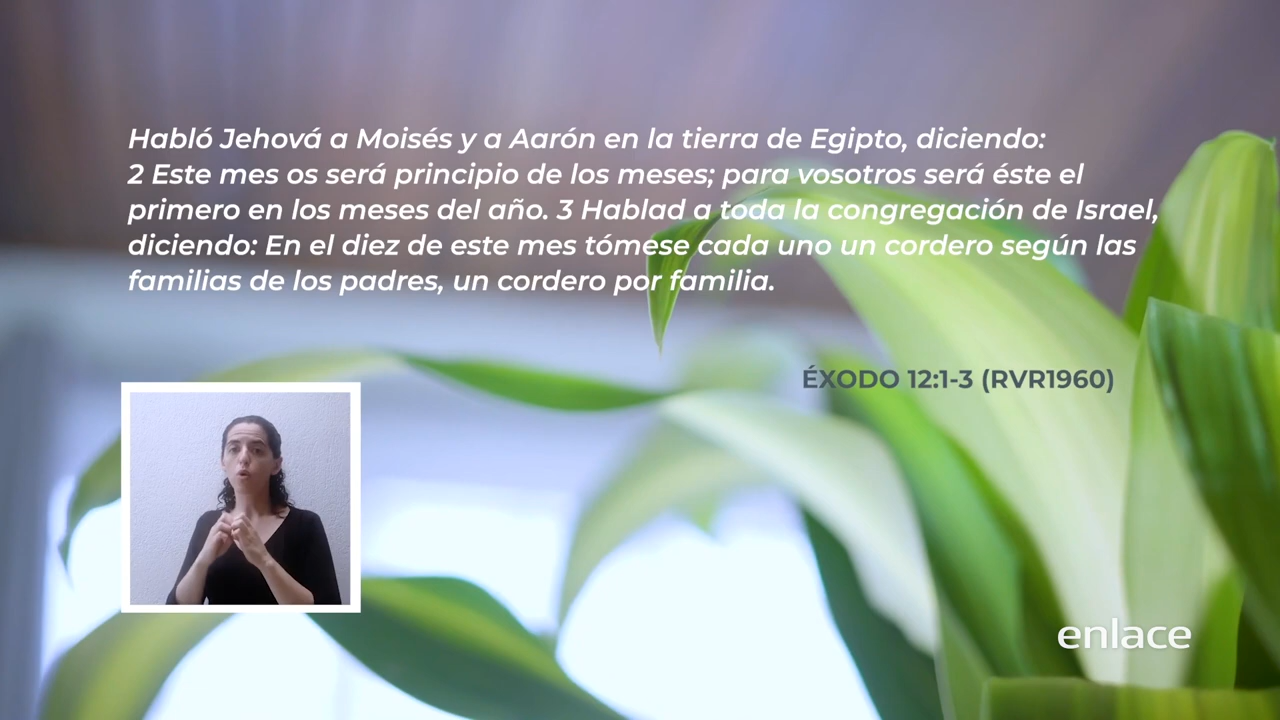 Habló Jehová a Moisés y a Aarón en la tierra de Egipto, diciendo:
2 Este mes os será principio de los meses; para vosotros será éste el
primero en los meses del año. 3 Hablad a toda la congregación de Israel,
diciendo: En el diez de este mes tómese cada uno un cordero según las
familias de los padres, un cordero por familia.
ÉXODO 12:1-3 (RVR1960)
enlace